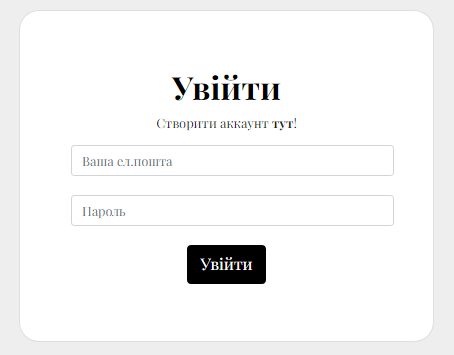 Увійти
Створити аккаунт тут!
Ваша ел.пошта
Пароль
Увійти